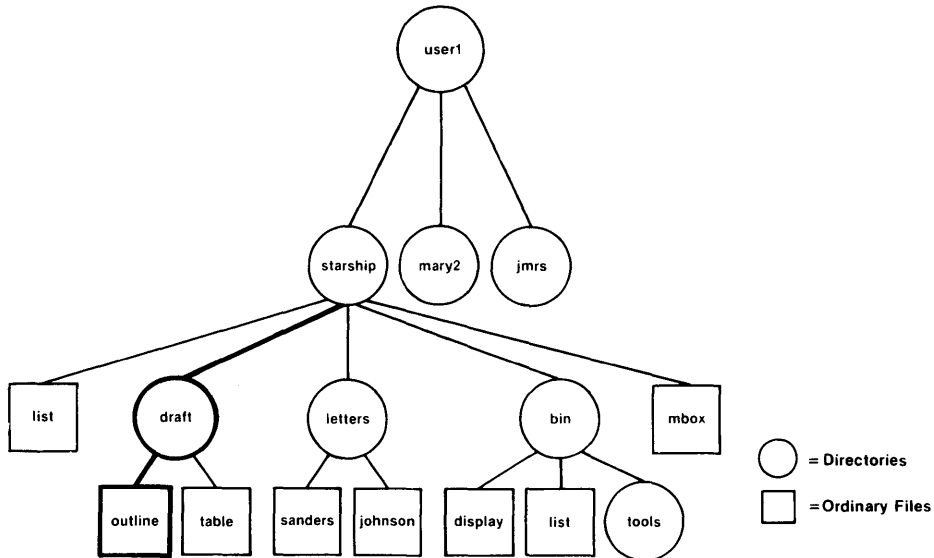 user1
starship
mary2
jmrs
list
draft
letters
bin
mbox
= Directories
outline
table
sanders
johnson
display
list
tools
=Ordinary Files